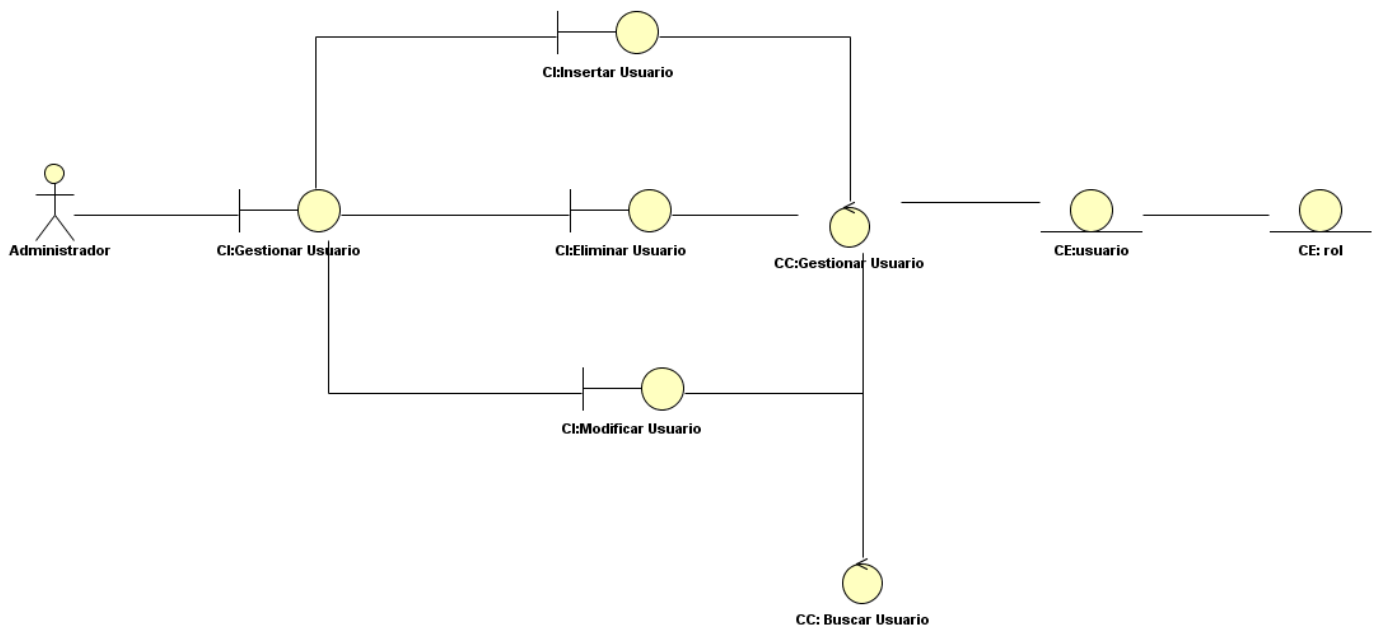 CI:Insertar Usuario
Administrador
CI:Gestionar Usuario
CI:Eliminar Usuario
CC:Gestionar Usuario
CE:usuario
CE: rol
CI:Modificar Usuario
CC: Buscar Usuario